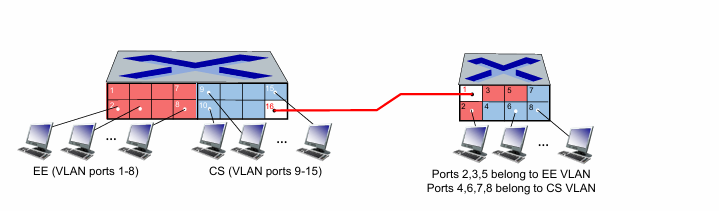 1 7 9 15
2 8 10 16
1 3 5 7
2 4 6 8
... ... ...
EE (VLAN ports 1-8) CS (VLAN ports 9-15)
Ports 2,3,5 belong to EE VLAN
Ports 4,6,7,8 belong to CS VLAN